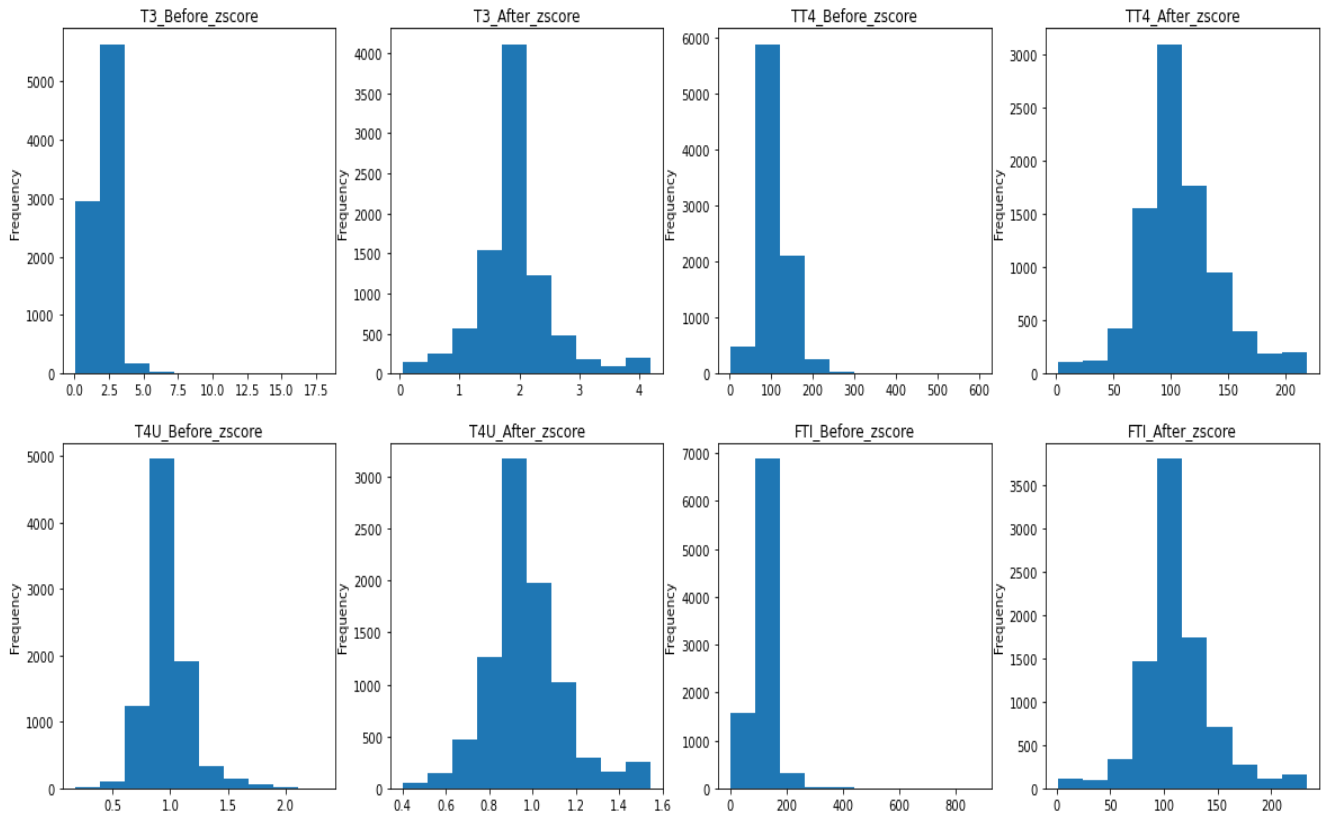 T3_Before_zscore
Frequency
5000
4000
3000
2000
1000
0
0.0 2.5 5.0 7.5 10.0 12.5 15.0 17.5
T3_After_zscore
Frequency
4000
3500
3000
2500
2000
1500
1000
500
0
0 1 2 3 4
TT4_Before_zscore
Frequency
6000
5000
4000
3000
2000
1000
0
0 100 200 300 400 500 600
TT4_After_zscore
Frequency
3000
2500
2000
1500
1000
500
0
0 50 100 150 200
T4U_Before_zscore
Frequency
5000
4000
3000
2000
1000
0
0.5 1.0 1.5 2.0
T4U_After_zscore
Frequency
3000
2500
2000
1500
1000
500
0
0.4 0.6 0.8 1.0 1.2 1.4 1.6
FTI_Before_zscore
Frequency
7000
6000
5000
4000
3000
2000
1000
0
0 200 400 600 800
FTI_After_zscore
Frequency
3500
3000
2500
2000
1500
1000
500
0
0 50 100 150 200